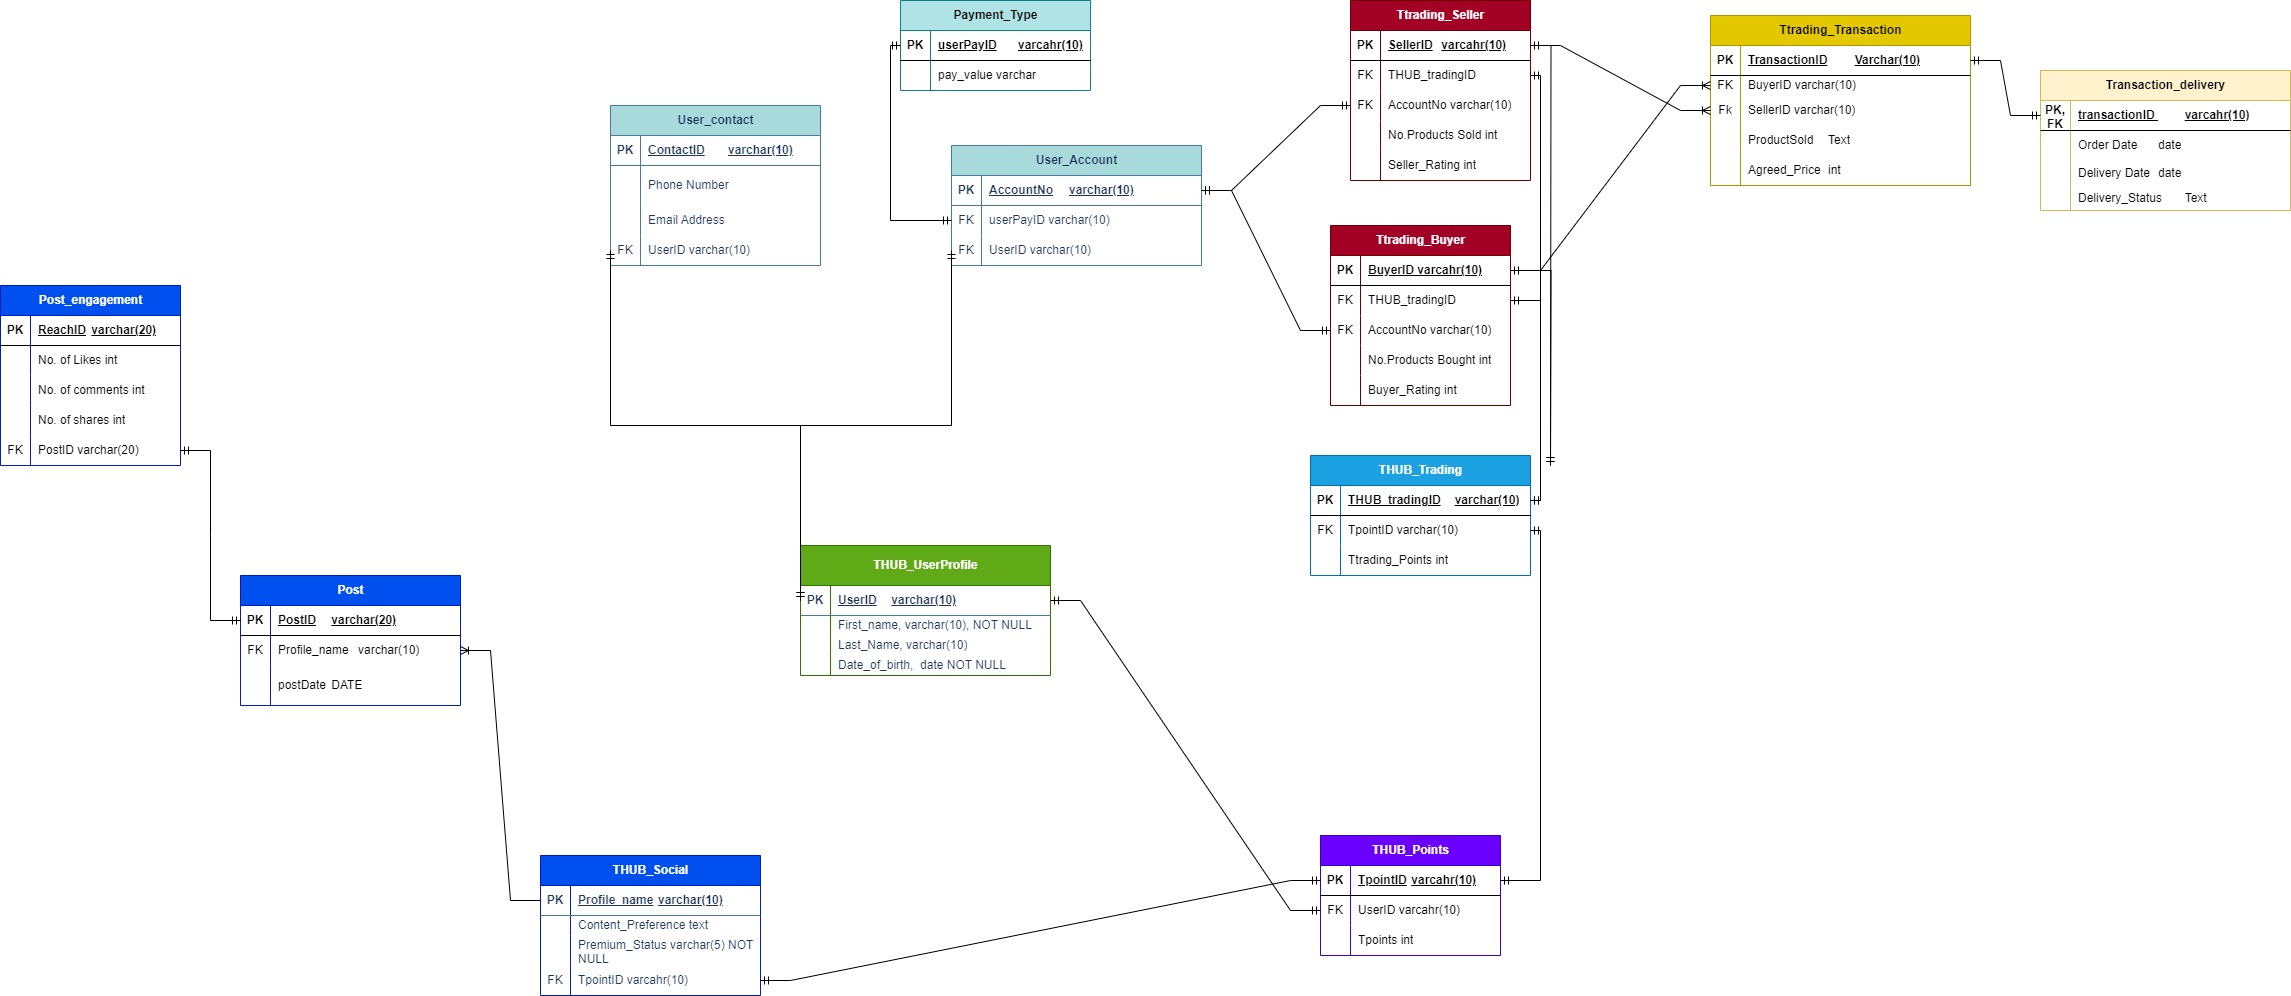 Payment_Type
PK userPayID varcahr(10)
pay_value varchar
Ttrading_Seller
PK SellerID varcahr(10)
FK THUB_tradingID
FK AccountNo varchar(10)
No.Products Sold int
Seller_Rating int
Ttrading_Transaction
PK TransactionID Varchar(10)
FK BuyerID varchar(10)
Fk SellerID varchar(10)
ProductSold Text
Agreed_Price int
Transaction_delivery
PK, FK transactionID varcahr(10)
Order Date date
Delivery Date date
Delivery_Status Text
User_contact
PK ContactID varchar(10)
Phone Number
Email Address
FK UserID varchar(10)
User_Account
PK AccountNo varchar(10)
FK userPayID varchar(10)
FK UserID varchar(10)
Ttrading_Buyer
PK BuyerID varcahr(10)
FK THUB_tradingID
FK AccountNo varchar(10)
No.Products Bought int
Buyer_Rating int
Post_engagement
PK ReachID varchar(20)
No. of Likes int
No. of comments int
No. of shares int
FK PostID varchar(20)
THUB_Trading
PK THUB_tradingID varchar(10)
FK TpointID varchar(10)
Ttrading_Points int
THUB_UserProfile
PK UserID varchar(10)
First_name, varchar(10), NOT NULL
Last_Name, varchar(10)
Date_of_birth, date NOT NULL
Post
PK PostID varchar(20)
FK Profile_name varchar(10)
postDate DATE
THUB_Social
PK Profile_name varchar(10)
Content_Preference text
Premium_Status varchar(5) NOT
NULL
FK TpointID varcahr(10)
THUB_Points
PK TpointID varcahr(10)
FK UserID varcahr(10)
Tpoints int